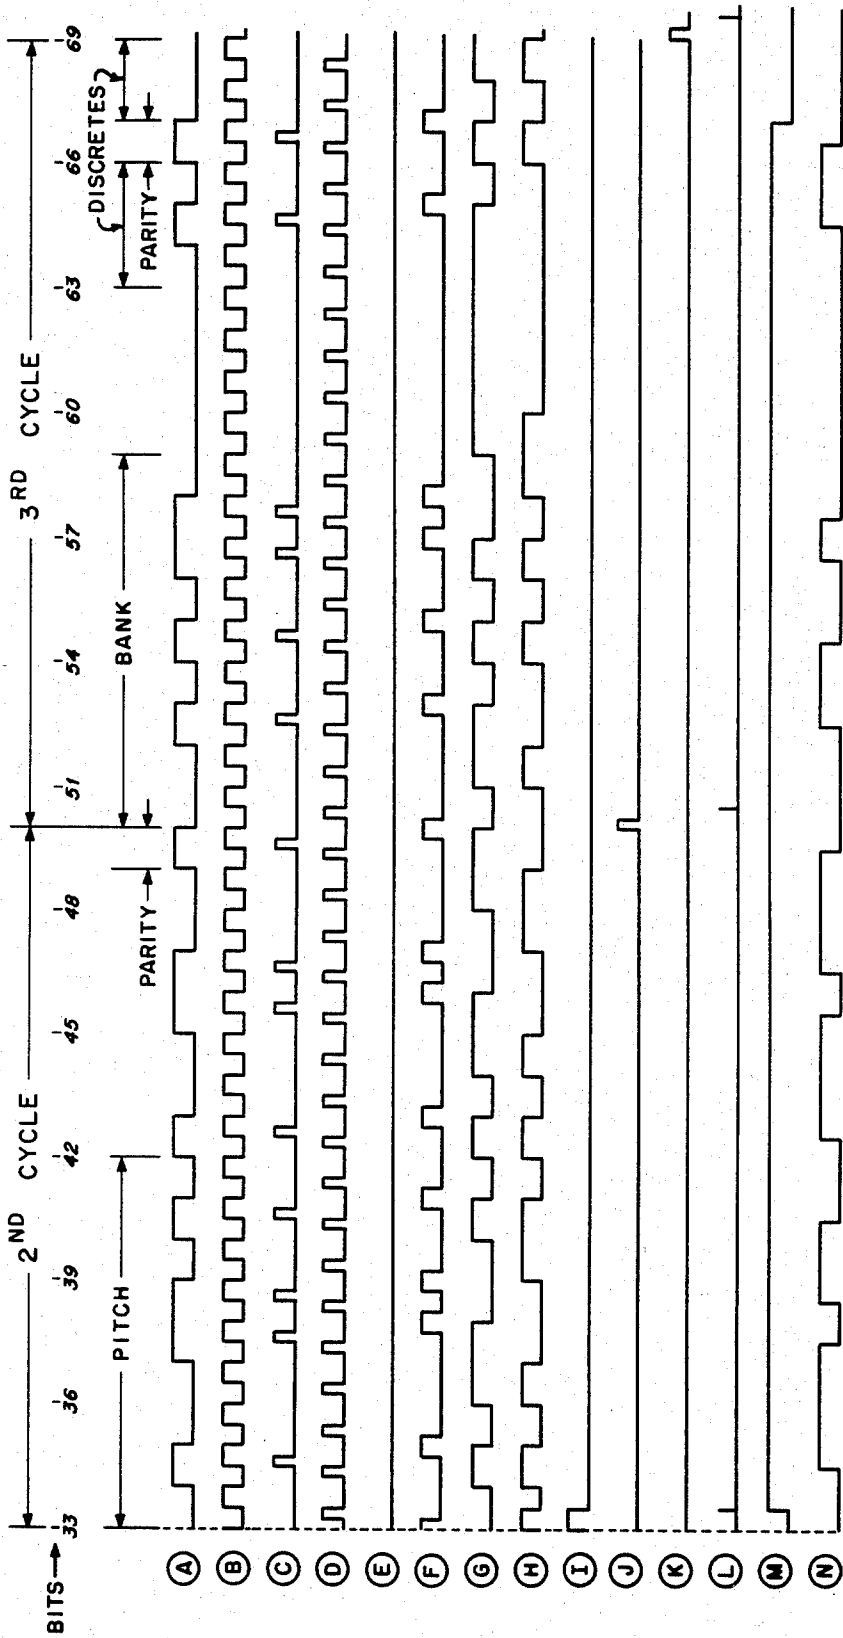 2ND CYCLE
3RD CYCLE
BITS
33 36 39 42 45 48 51 54 57 60 63 66 69
PITCH
PARITY
BANK
DISCRETES
PARITY
A
B
C
D
E
F
G
H
I
J
K
L
M
N